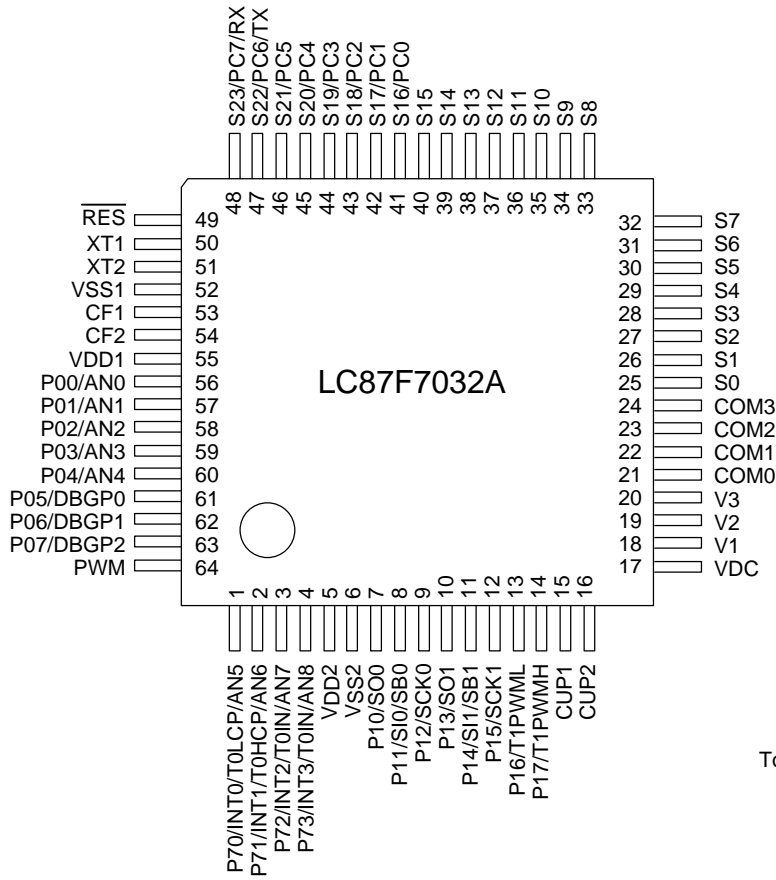 S23/PC7/RX
S22/PC6/TX
S21/PC5
S20/PC4
S19/PC3
S18/PC2
S17/PC1
S16/PC0
S15
S14
S13
S12
S11
S10
S9
S8
48
47
46
45
44
43
42
41
40
39
38
37
36
35
34
33
RES 49
XT1 50
XT2 51
VSS1 52
CF1 53
CF2 54
VDD1 55
P00/AN0 56
P01/AN1 57
P02/AN2 58
P03/AN3 59
P04/AN4 60
P05/DBGP0 61
P06/DBGP1 62
P07/DBGP2 63
PWM 64
LC87F7032A
32 S7
31 S6
30 S5
29 S4
28 S3
27 S2
26 S1
25 S0
24 COM3
23 COM2
22 COM1
21 COM0
20 V3
19 V2
18 V1
17 VDC
1
2
3
4
5
6
7
8
9
10
11
12
13
14
15
16
P70/INT0/T0LCP/AN5
P71/INT1/T0HCP/AN6
P72/INT2/T0IN/AN7
P73/INT3/T0IN/AN8
VDD2
VSS2
P10/SO0
P11/SI0/SB0
P12/SCK0
P13/SO1
P14/SI1/SB1
P15/SCK1
P16/T1PWML
P17/T1PWMH
CUP1
CUP2